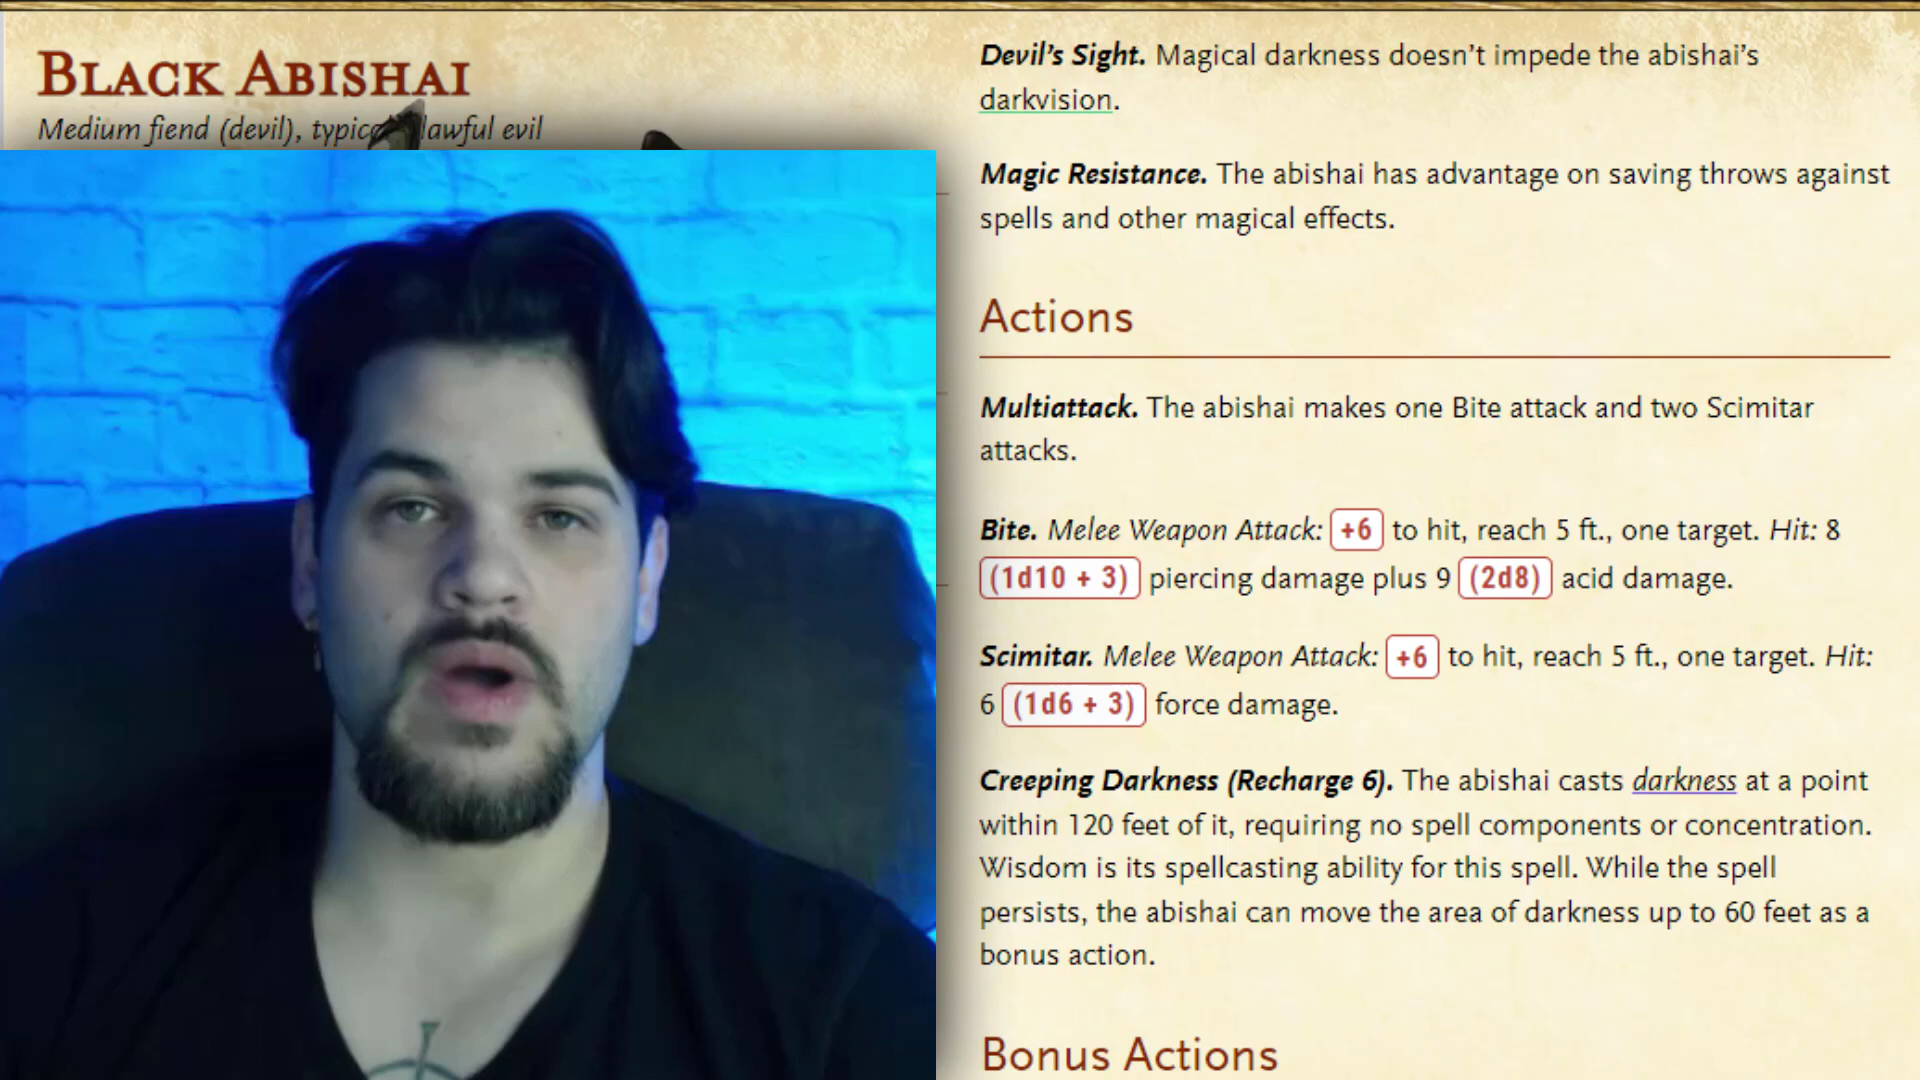 BLACK ABISHAI
Medium fiend (devil), typica lawful evil
Devil's Sight. Magical darkness doesn't impede the abishai's
darkvision.
Magic Resistance. The abishai has advantage on saving throws against
spells and other magical effects.
Actions
Multiattack. The abishai makes one Bite attack and two Scimitar
attacks.
Bite. Melee Weapon Attack: +6 to hit, reach 5 ft., one target. Hit: 8
(1d10 + 3) piercing damage plus 9 (2d8) acid damage.
Scimitar. Melee Weapon Attack: +6 to hit, reach 5 ft., one target. Hit:
6 (1d6 + 3) force damage.
Creeping Darkness (Recharge 6). The abishai casts darkness at a point
within 120 feet of it, requiring no spell components or concentration.
Wisdom is its spellcasting ability for this spell. While the spell
persists, the abishai can move the area of darkness up to 60 feet as a
bonus action.
Bonus Actions